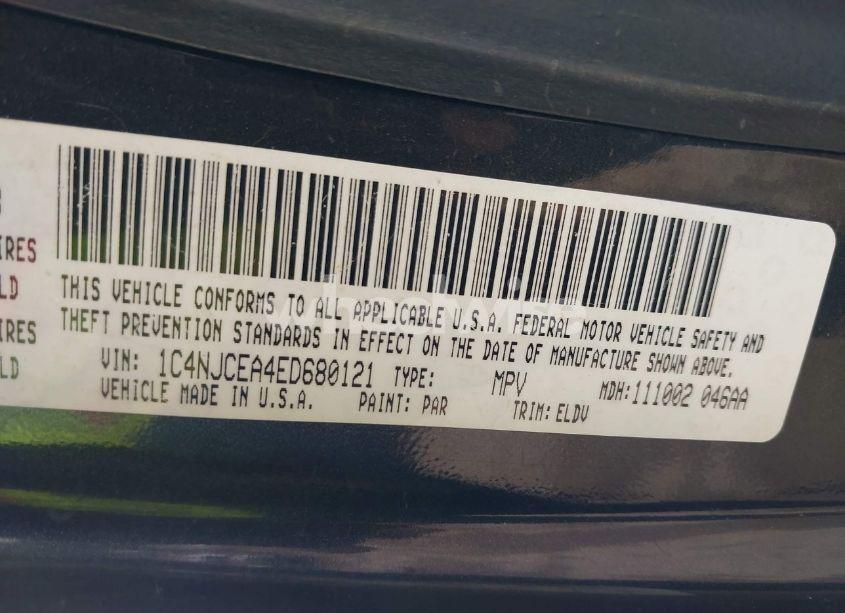 IRES
LD
IRES
LD
THIS VEHICLE CONFORMS TO ALL APPLICABLE U.S.A. FEDERAL MOTOR VEHICLE SAFETY AND
THEFT PREVENTION STANDARDS IN EFFECT ON THE DATE OF MANUFACTURE SHOWN ABOVE.
VIN: 1C4NJCEA4ED680121 TYPE: MPV MDH:111002 046AA
VEHICLE MADE IN U.S.A. PAINT: PAR TRIM: ELDV